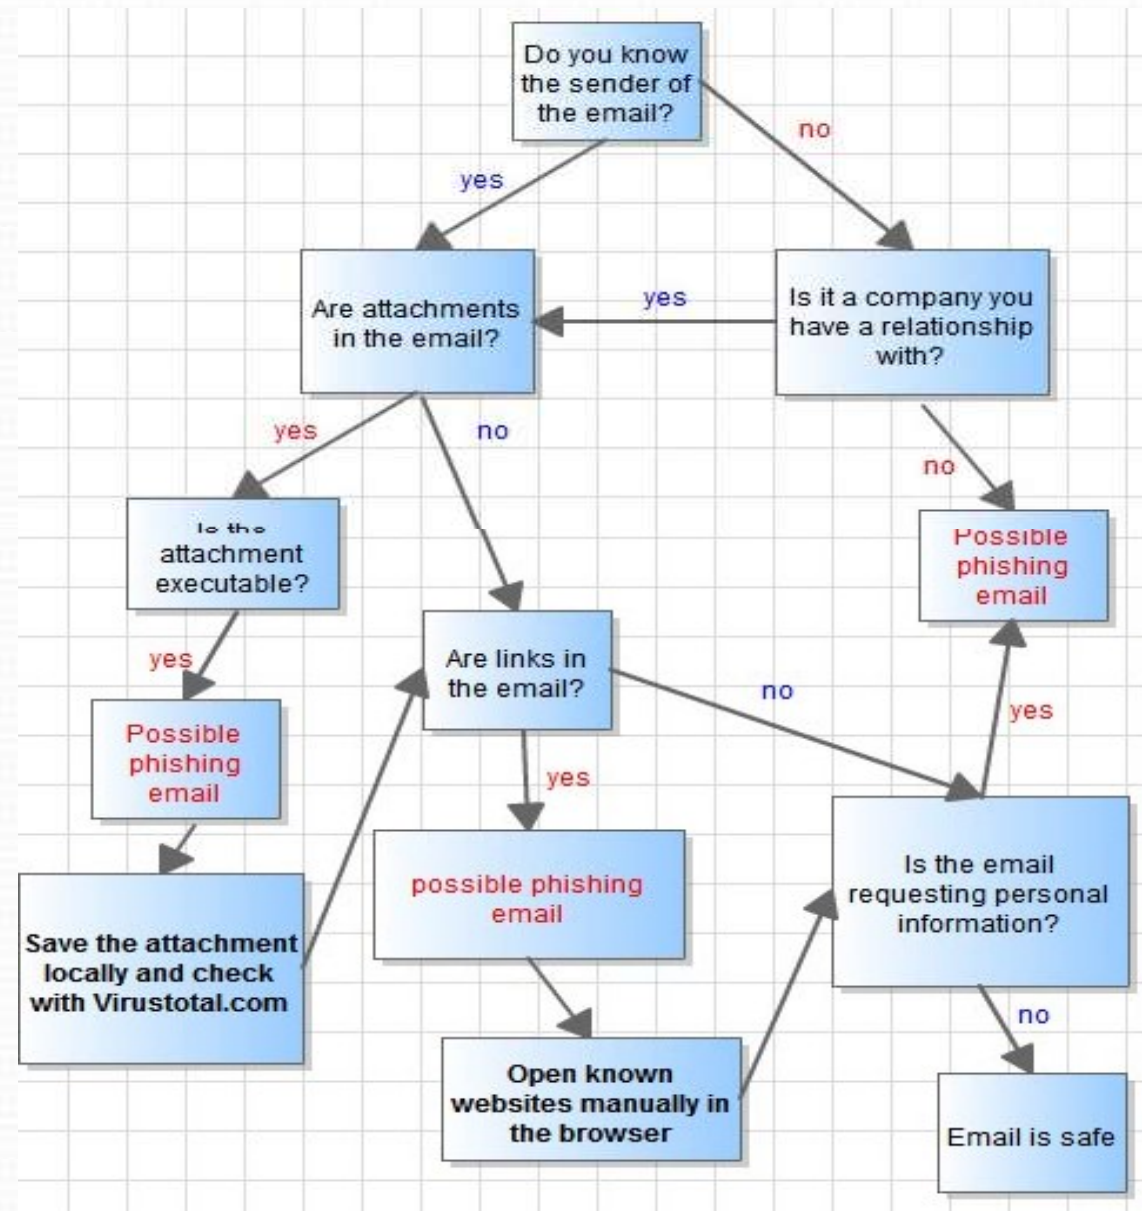 Do you know
the sender of
the email?
no
yes
Are attachments
in the email?
yes
Is it a company you
have a relationship
with?
yes
no
no
Is the
attachment
executable?
Possible
phishing
email
yes
Are links in
the email?
no
yes
Possible
phishing
email
yes
possible phishing
email
Is the email
requesting personal
information?
Save the attachment
locally and check
with Virustotal.com
no
Open known
websites manually in
the browser
Email is safe